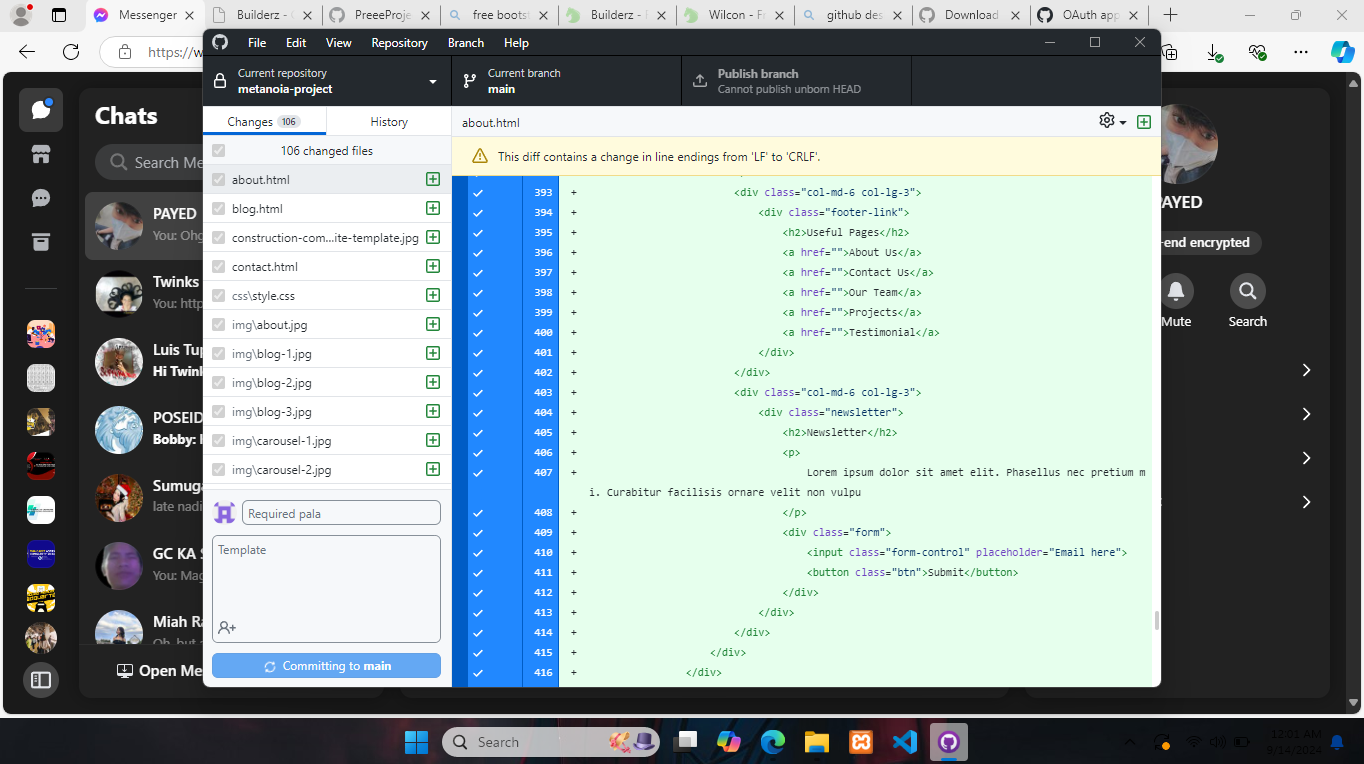 Messenger
Builderz - 
PreeeProje
free bootst
Builderz - 
Wilcon - Fr
github des
Download
OAuth app
https://w
File Edit View Repository Branch Help
Current repository
metanoia-project
Current branch
main
Publish branch
Cannot publish unborn HEAD
Changes 106
History
about.html
106 changed files
This diff contains a change in line endings from 'LF' to 'CRLF'.
about.html
blog.html
construction-com...ite-template.jpg
contact.html
css\style.css
img\about.jpg
img\blog-1.jpg
img\blog-2.jpg
img\blog-3.jpg
img\carousel-1.jpg
img\carousel-2.jpg
Required pala
Template
Committing to main
393 + <div class="col-md-6 col-lg-3">
394 + <div class="footer-link">
395 + <h2>Useful Pages</h2>
396 + <a href="">About Us</a>
397 + <a href="">Contact Us</a>
398 + <a href="">Our Team</a>
399 + <a href="">Projects</a>
400 + <a href="">Testimonial</a>
401 + </div>
402 + </div>
403 + <div class="col-md-6 col-lg-3">
404 + <div class="newsletter">
405 + <h2>Newsletter</h2>
406 + <p>
407 + Lorem ipsum dolor sit amet elit. Phasellus nec pretium m
i. Curabitur facilisis ornare velit non vulpu
408 + </p>
409 + <div class="form">
410 + <input class="form-control" placeholder="Email here">
411 + <button class="btn">Submit</button>
412 + </div>
413 + </div>
414 + </div>
415 + </div>
416 + </div>
Chats
Search Me
PAYED
You: Ohg
Twinks
You: http
Luis Tup
Hi Twink
POSEID
Bobby: 
Sumuga
late nadi
GC KA S
You: Mag
Miah Ra
Oh, but a
Open Me
PAYED
-end encrypted
Mute
Search
Search
12:01 AM
9/14/2024